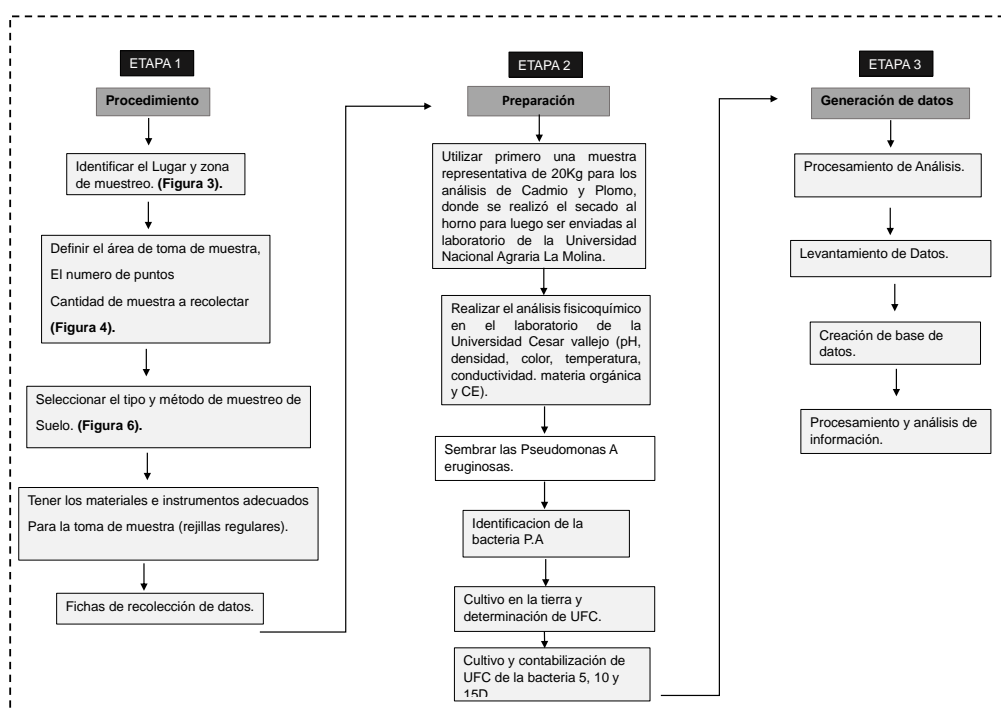 ETAPA 1
Procedimiento
Identificar el Lugar y zona
de muestreo. (Figura 3).
Definir el área de toma de muestra,
El numero de puntos
Cantidad de muestra a recolectar
(Figura 4).
Seleccionar el tipo y método de muestreo de
Suelo. (Figura 6).
Tener los materiales e instrumentos adecuados
Para la toma de muestra (rejillas regulares).
Fichas de recolección de datos.
ETAPA 2
Preparación
Utilizar primero una muestra
representativa de 20Kg para los
análisis de Cadmio y Plomo,
donde se realizó el secado al
horno para luego ser enviadas al
laboratorio de la Universidad
Nacional Agraria La Molina.
Realizar el análisis fisicoquímico
en el laboratorio de la
Universidad Cesar vallejo (pH,
densidad, color, temperatura,
conductividad. materia orgánica
y CE).
Sembrar las Pseudomonas A
eruginosas.
Identificacion de la
bacteria P.A
Cultivo en la tierra y
determinación de UFC.
Cultivo y contabilización de
UFC de la bacteria 5, 10 y
15D
ETAPA 3
Generación de datos
Procesamiento de Análisis.
Levantamiento de Datos.
Creación de base de
datos.
Procesamiento y análisis de
información.